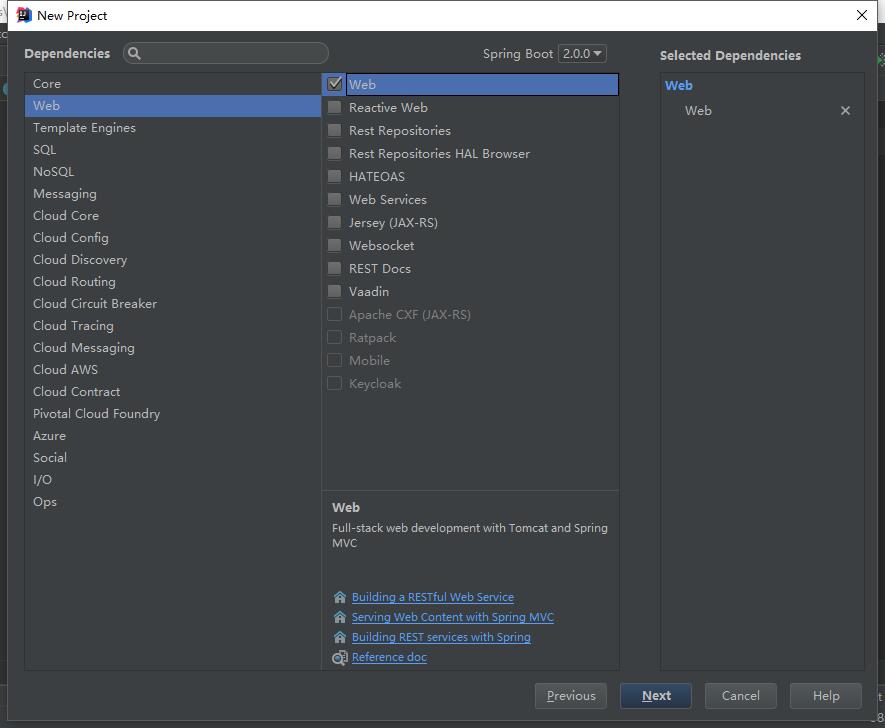 New Project
Dependencies
Spring Boot 2.0.0
Selected Dependencies
Core
Web
Template Engines
SQL
NoSQL
Messaging
Cloud Core
Cloud Config
Cloud Discovery
Cloud Routing
Cloud Circuit Breaker
Cloud Tracing
Cloud Messaging
Cloud AWS
Cloud Contract
Pivotal Cloud Foundry
Azure
Social
I/O
Ops
Web
Reactive Web
Rest Repositories
Rest Repositories HAL Browser
HATEOAS
Web Services
Jersey (JAX-RS)
Websocket
REST Docs
Vaadin
Apache CXF (JAX-RS)
Ratpack
Mobile
Keycloak
Web
Full-stack web development with Tomcat and Spring
MVC
Building a RESTful Web Service
Serving Web Content with Spring MVC
Building REST services with Spring
Reference doc
Web
Web
Previous
Next
Cancel
Help